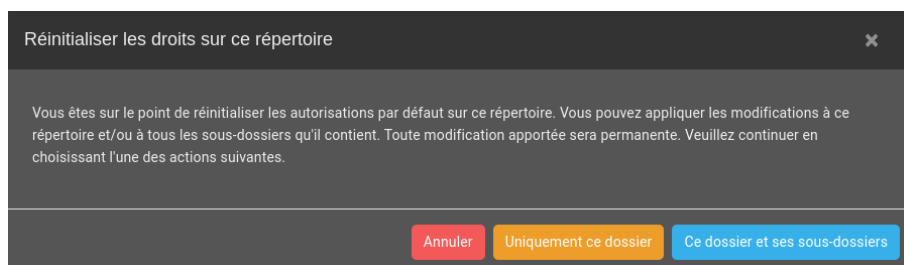 Réinitialiser les droits sur ce répertoire
Vous êtes sur le point de réinitialiser les autorisations par défaut sur ce répertoire. Vous pouvez appliquer les modifications à ce
répertoire et/ou à tous les sous-dossiers qu'il contient. Toute modification apportée sera permanente. Veuillez continuer en
choisissant l'une des actions suivantes.
Annuler
Uniquement ce dossier
Ce dossier et ses sous-dossiers